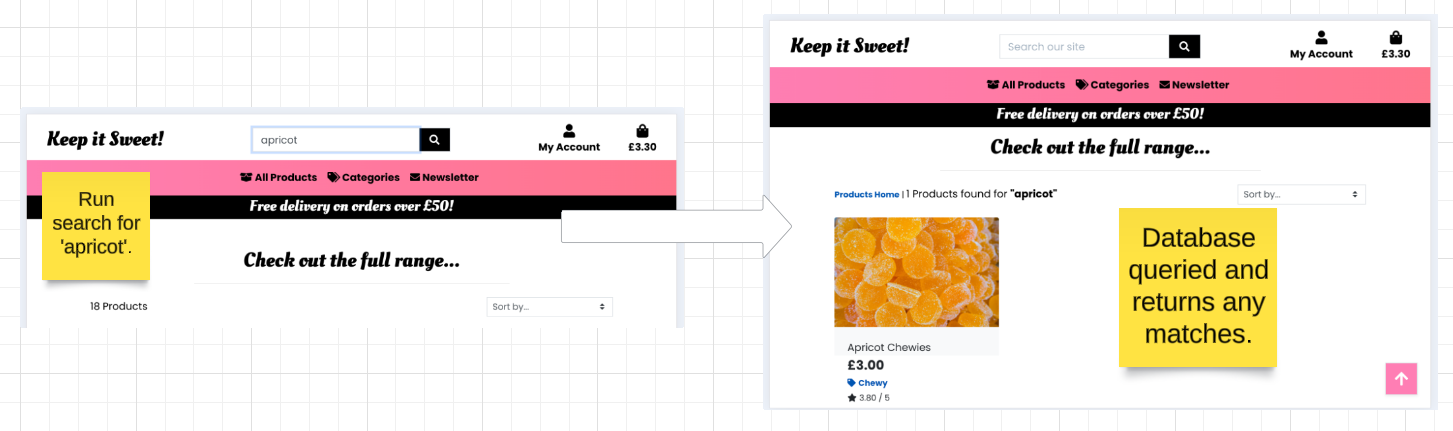 Keep it Sweet!
apricot
My Account
£3.30
All Products
Categories
Newsletter
Free delivery on orders over £50!
Run
search for
'apricot'.
Check out the full range...
18 Products
Sort by...
Keep it Sweet!
Search our site
My Account
£3.30
All Products
Categories
Newsletter
Free delivery on orders over £50!
Check out the full range...
Products Home | 1 Products found for "apricot"
Sort by...
Database
queried and
returns any
matches.
Apricot Chewies
£3.00
Chewy
3.80 / 5